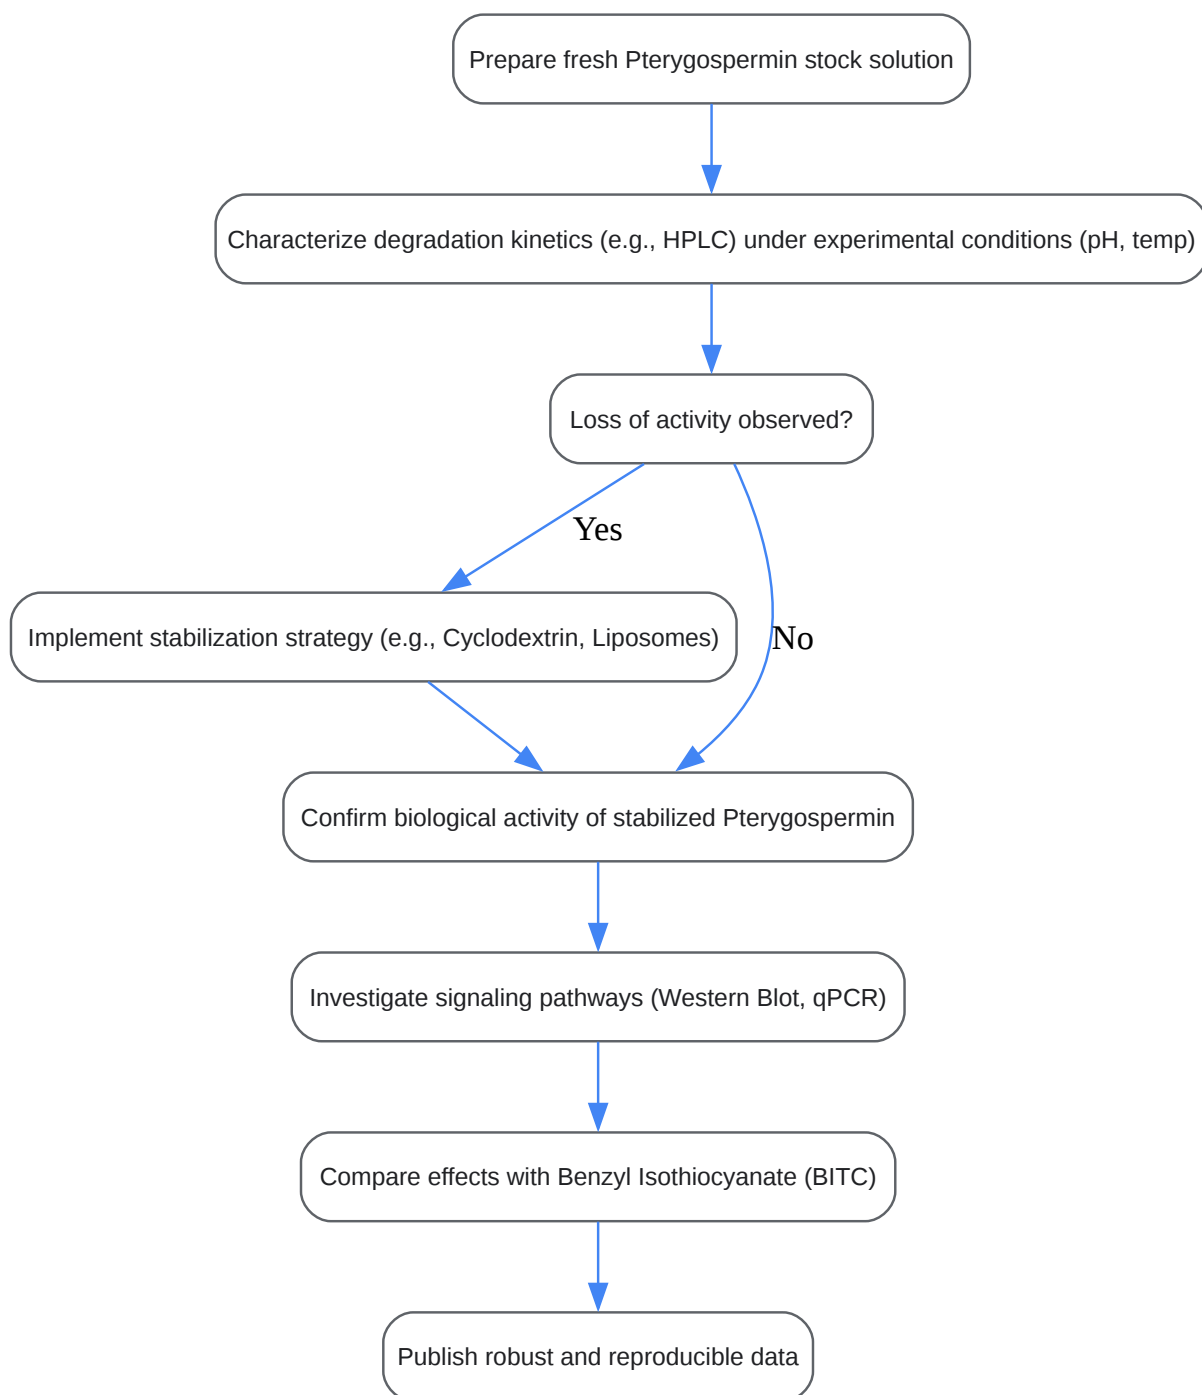 Prepare fresh Pterygospermin stock solution
Characterize degradation kinetics (e.g., HPLC) under experimental conditions (pH, temp)
Loss of activity observed?
Yes
Implement stabilization strategy (e.g., Cyclodextrin, Liposomes)
No
Confirm biological activity of stabilized Pterygospermin
Investigate signaling pathways (Western Blot, qPCR)
Compare effects with Benzyl Isothiocyanate (BITC)
Publish robust and reproducible data